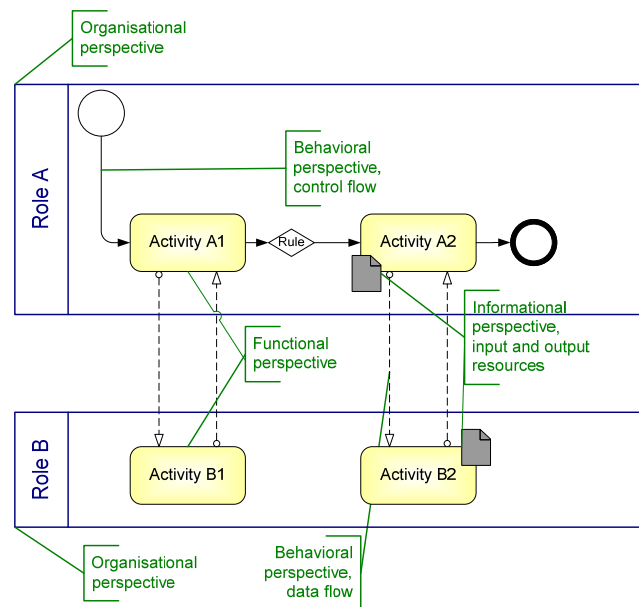 Organisational
perspective
Role A
Behavioral
perspective,
control flow
Activity A1
Rule
Activity A2
Informational
perspective,
input and output
resources
Functional
perspective
Role B
Activity B1
Activity B2
Organisational
perspective
Behavioral
perspective,
data flow